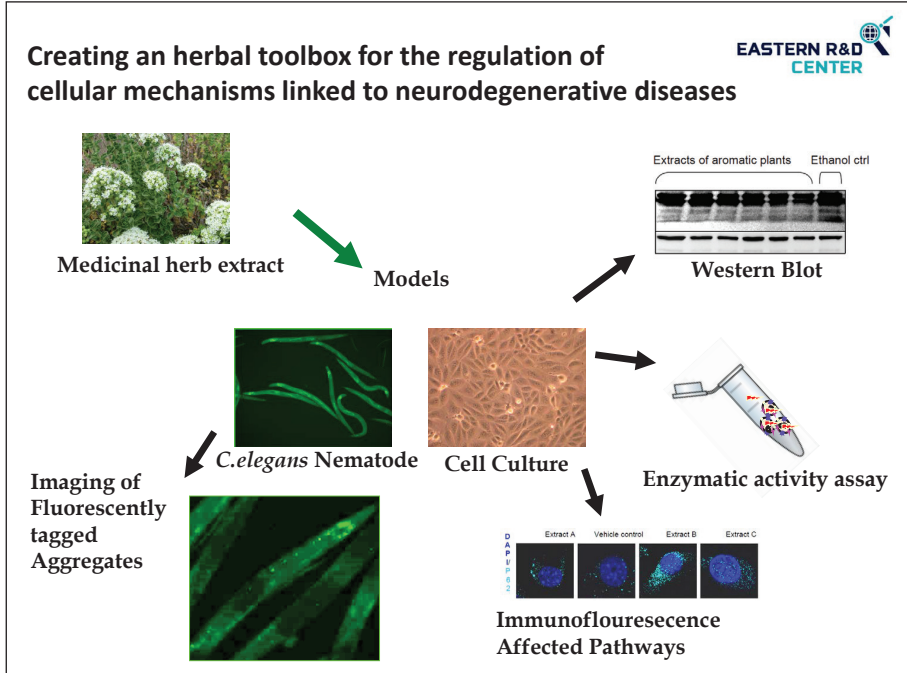 Creating an herbal toolbox for the regulation of
cellular mechanisms linked to neurodegenerative diseases
EASTERN R&D
CENTER
Medicinal herb extract
Models
Extracts of aromatic plants Ethanol ctrl
Western Blot
C.elegans Nematode
Cell Culture
Enzymatic activity assay
Imaging of
Fluorescently
tagged
Aggregates
DAPI/P62
Extract A Vehicle control Extract B Extract C
Immunoflouresecence
Affected Pathways